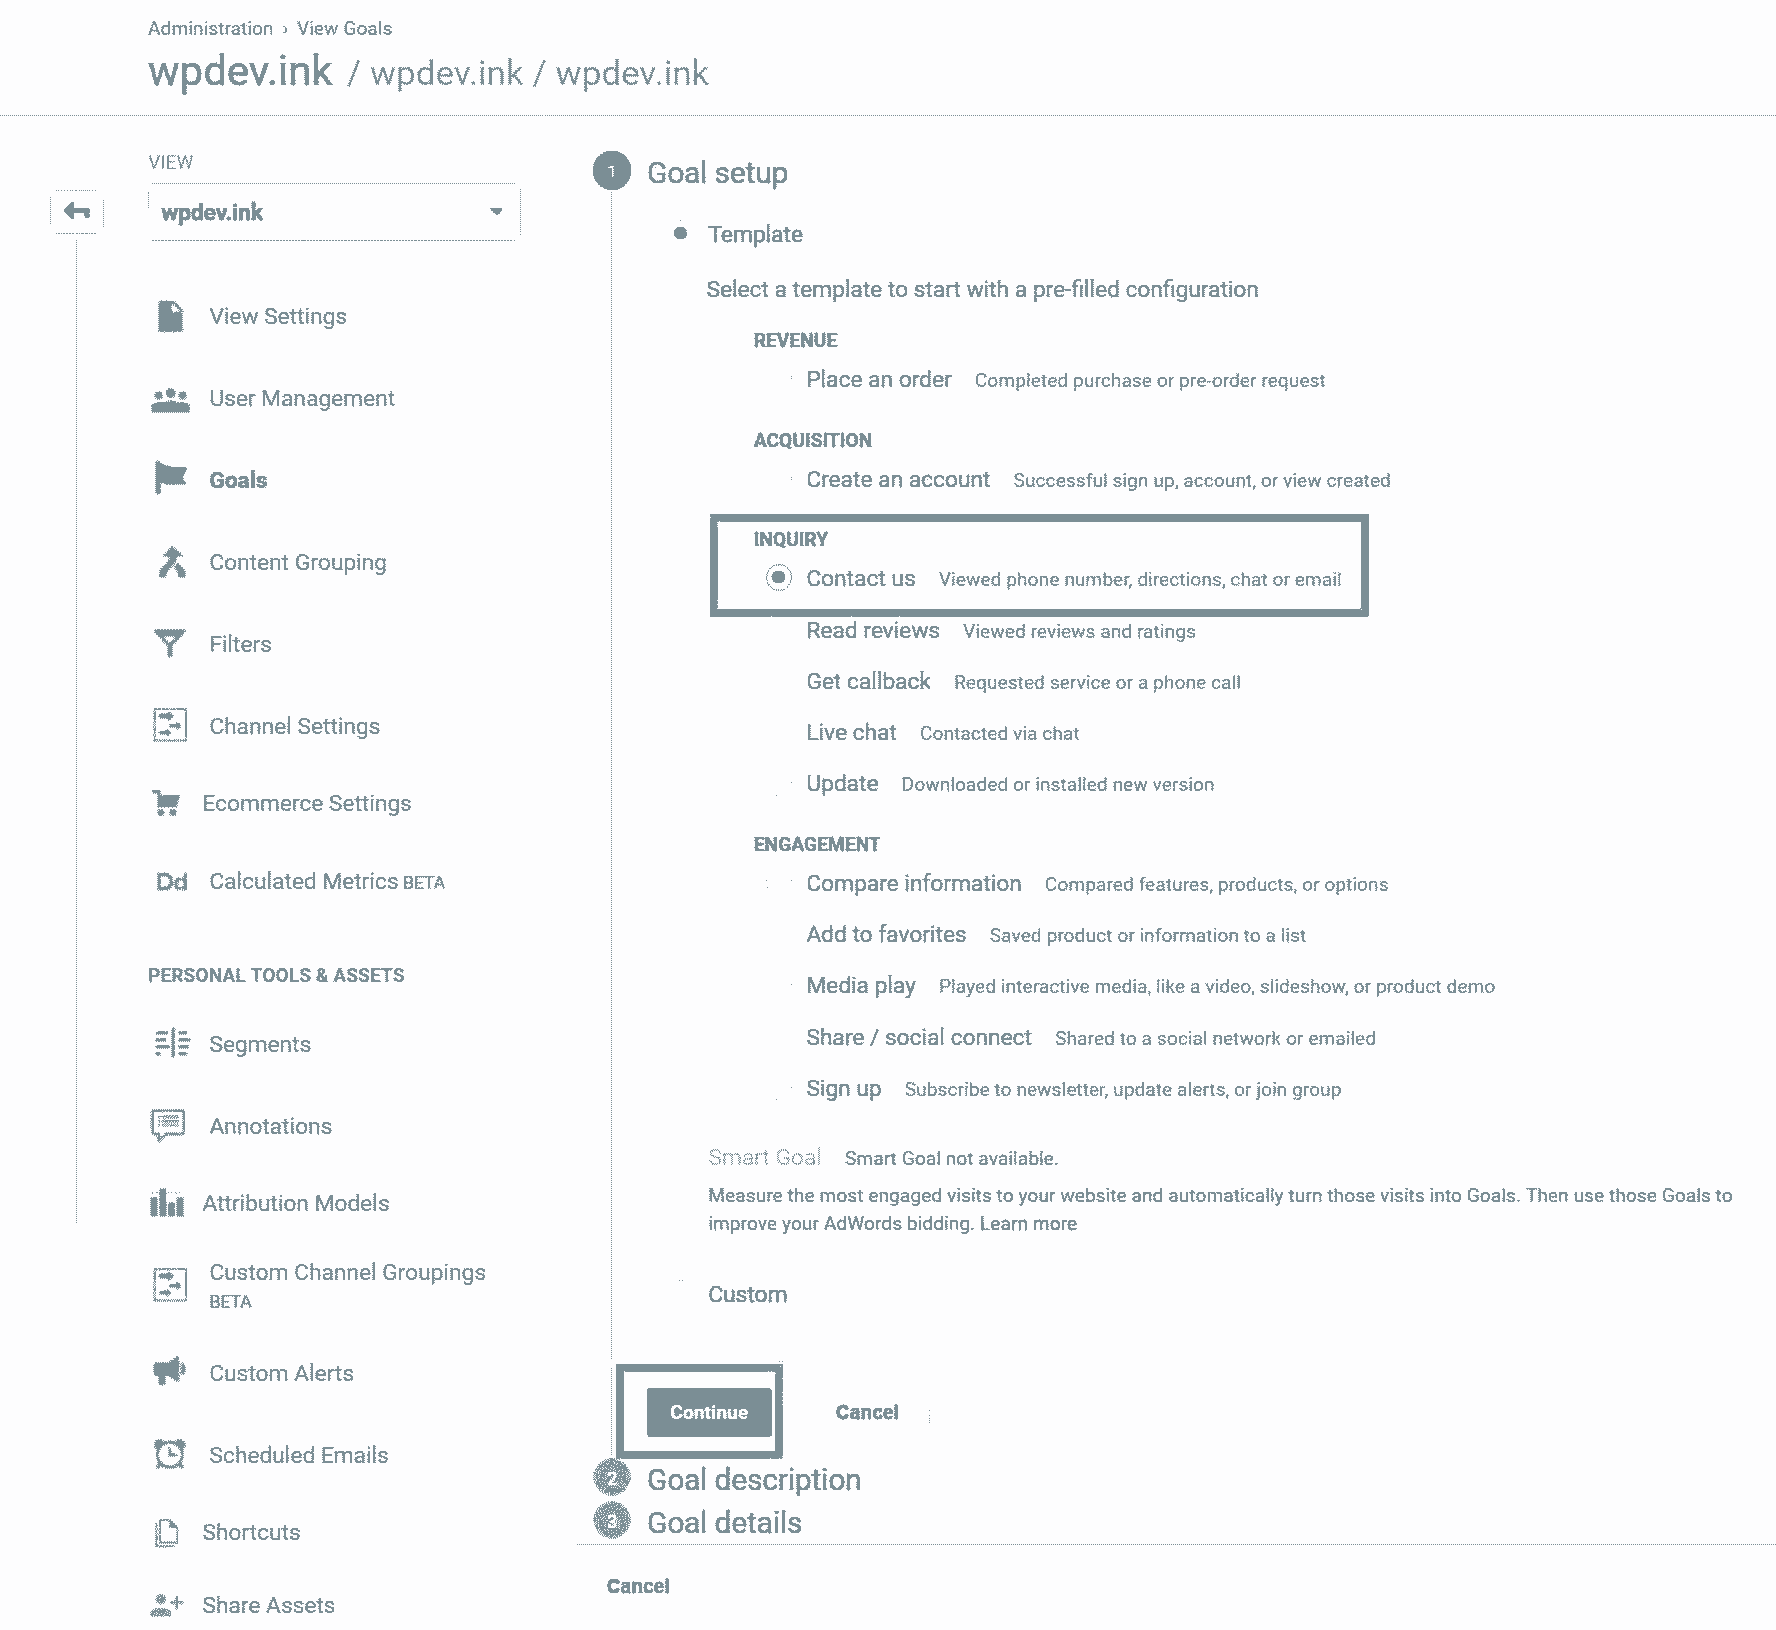 Administration › View Goals
wpdev.ink / wpdev.ink / wpdev.ink
VIEW
wpdev.ink
View Settings
User Management
Goals
Content Grouping
Filters
Channel Settings
Ecommerce Settings
Dd Calculated Metrics BETA
PERSONAL TOOLS & ASSETS
Segments
Annotations
Attribution Models
Custom Channel Groupings
BETA
Custom Alerts
Scheduled Emails
Shortcuts
Share Assets
1 Goal setup
Template
Select a template to start with a pre-filled configuration
REVENUE
Place an order Completed purchase or pre-order request
ACQUISITION
Create an account Successful sign up, account, or view created
INQUIRY
Contact us Viewed phone number, directions, chat or email
Read reviews Viewed reviews and ratings
Get callback Requested service or a phone call
Live chat Contacted via chat
Update Downloaded or installed new version
ENGAGEMENT
Compare information Compared features, products, or options
Add to favorites Saved product or information to a list
Media play Played interactive media, like a video, slideshow, or product demo
Share / social connect Shared to a social network or emailed
Sign up Subscribe to newsletter, update alerts, or join group
Smart Goal Smart Goal not available.
Measure the most engaged visits to your website and automatically turn those visits into Goals. Then use those Goals to
improve your AdWords bidding. Learn more
Custom
Continue Cancel
2 Goal description
3 Goal details
Cancel